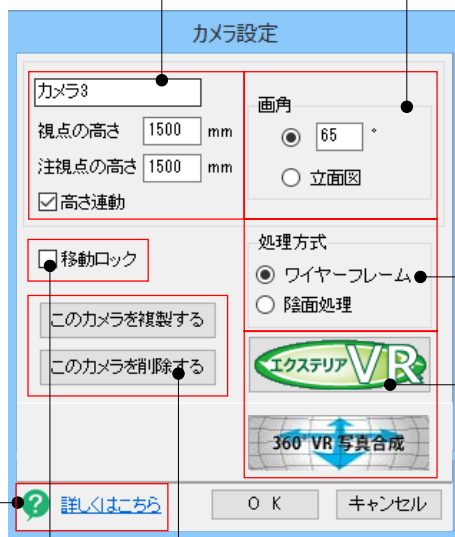 カメラ設定
カメラ3
視点の高さ 1500 mm
注視点の高さ 1500 mm
高さ連動
画角
65 °
立面図
移動ロック
処理方式
ワイヤーフレーム
陰面処理
このカメラを複製する
このカメラを削除する
エクステリア VR
360°VR 写真合成
? 詳しくはこちら
O K
キャンセル